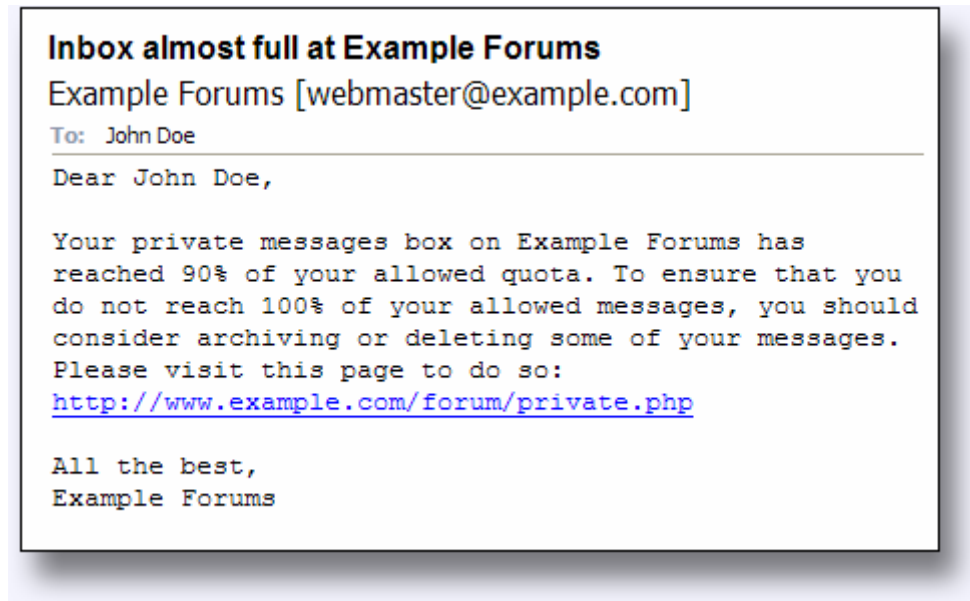 Inbox almost full at Example Forums
Example Forums [webmaster@example.com]
To: John Doe
Dear John Doe,
Your private messages box on Example Forums has
reached 90% of your allowed quota. To ensure that you
do not reach 100% of your allowed messages, you should
consider archiving or deleting some of your messages.
Please visit this page to do so:
http://www.example.com/forum/private.php
All the best,
Example Forums